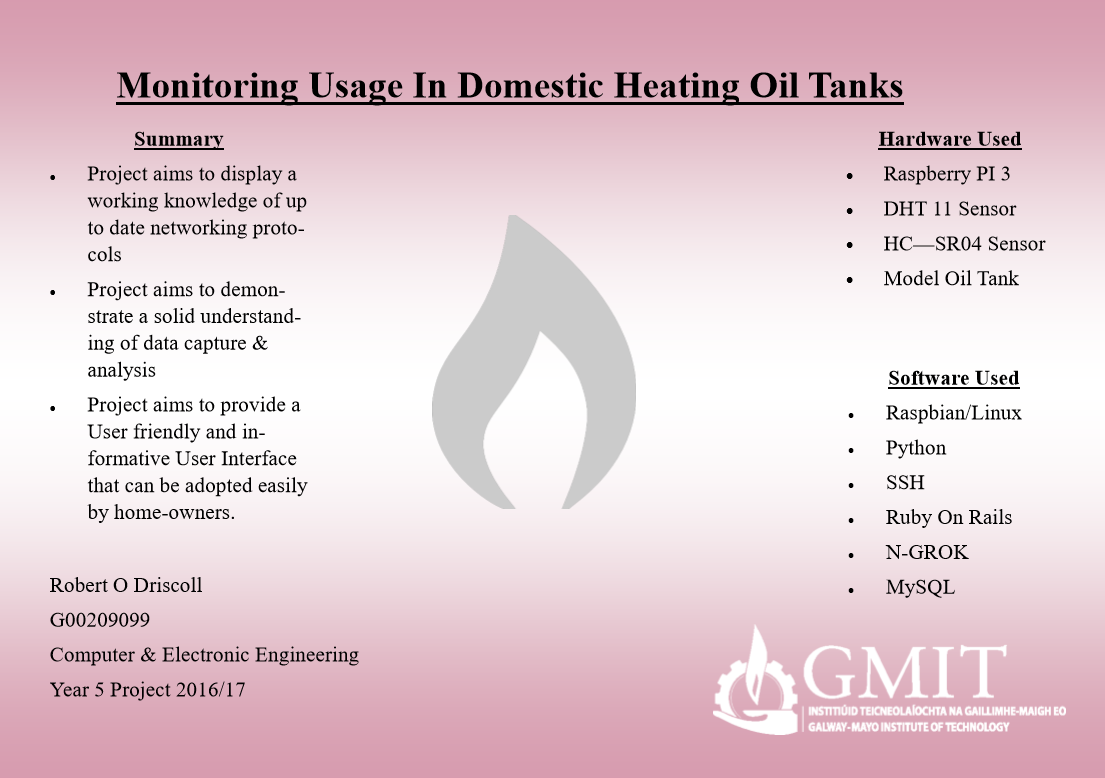 Monitoring Usage In Domestic Heating Oil Tanks
Summary
• Project aims to display a
working knowledge of up
to date networking proto-
cols
• Project aims to demon-
strate a solid understand-
ing of data capture &
analysis
• Project aims to provide a
User friendly and in-
formative User Interface
that can be adopted easily
by home-owners.
Robert O Driscoll
G00209099
Computer & Electronic Engineering
Year 5 Project 2016/17
Hardware Used
• Raspberry PI 3
• DHT 11 Sensor
• HC—SR04 Sensor
• Model Oil Tank
Software Used
• Raspbian/Linux
• Python
• SSH
• Ruby On Rails
• N-GROK
• MySQL
GMIT
INSTITIÚID TEICNEOLAÍOCHTA NA GAILLIMHE-MAIGH EO
GALWAY-MAYO INSTITUTE OF TECHNOLOGY